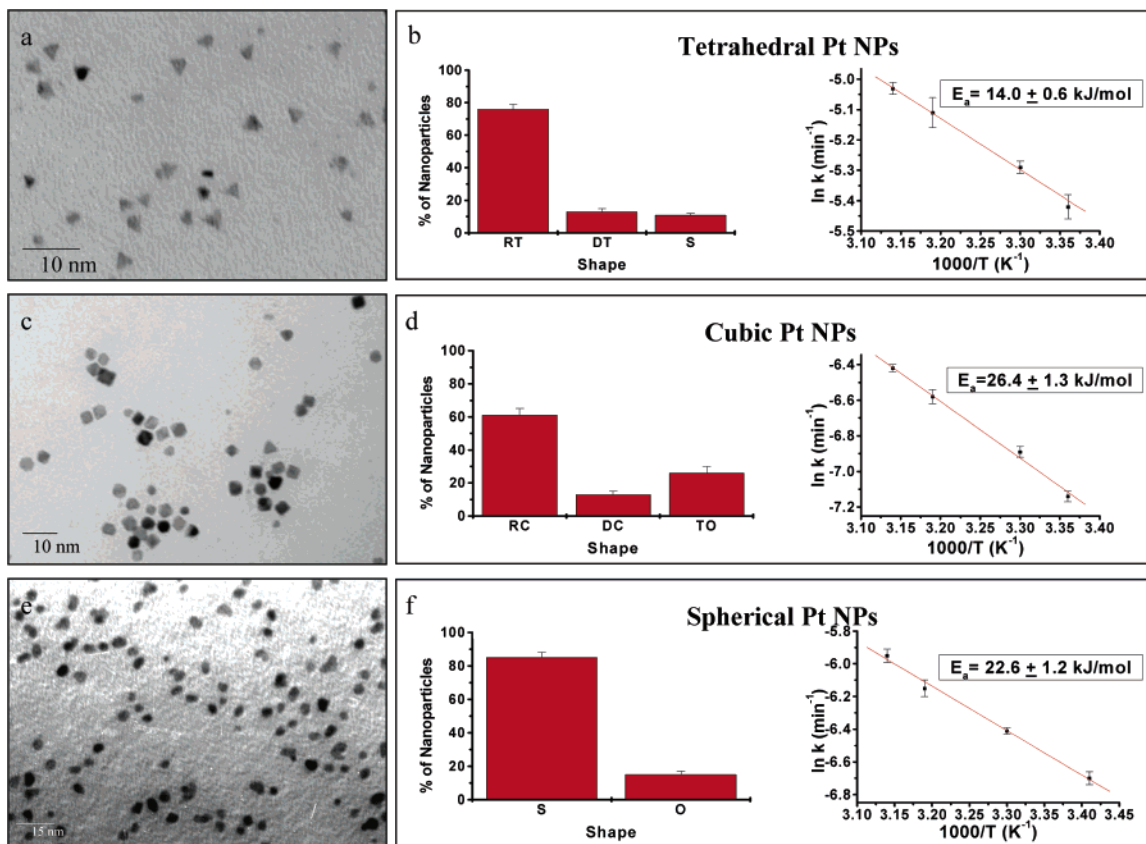 a
10 nm
b
Tetrahedral Pt NPs
% of Nanoparticles
100
80
60
40
20
0
RT DT S
Shape
ln k (min⁻¹)
-5.0
-5.1
-5.2
-5.3
-5.4
-5.5
Eₐ= 14.0 ± 0.6 kJ/mol
3.10 3.15 3.20 3.25 3.30 3.35 3.40
1000/T (K⁻¹)
c
10 nm
d
Cubic Pt NPs
% of Nanoparticles
100
80
60
40
20
0
RC DC TO
Shape
ln k (min⁻¹)
-6.4
-6.6
-6.8
-7.0
-7.2
Eₐ=26.4 ± 1.3 kJ/mol
3.10 3.15 3.20 3.25 3.30 3.35 3.40
1000/T (K⁻¹)
e
15 nm
f
Spherical Pt NPs
% of Nanoparticles
100
80
60
40
20
0
S O
Shape
ln k (min⁻¹)
-5.8
-6.0
-6.2
-6.4
-6.6
-6.8
Eₐ= 22.6 ± 1.2 kJ/mol
3.10 3.15 3.20 3.25 3.30 3.35 3.40 3.45
1000/T (K⁻¹)